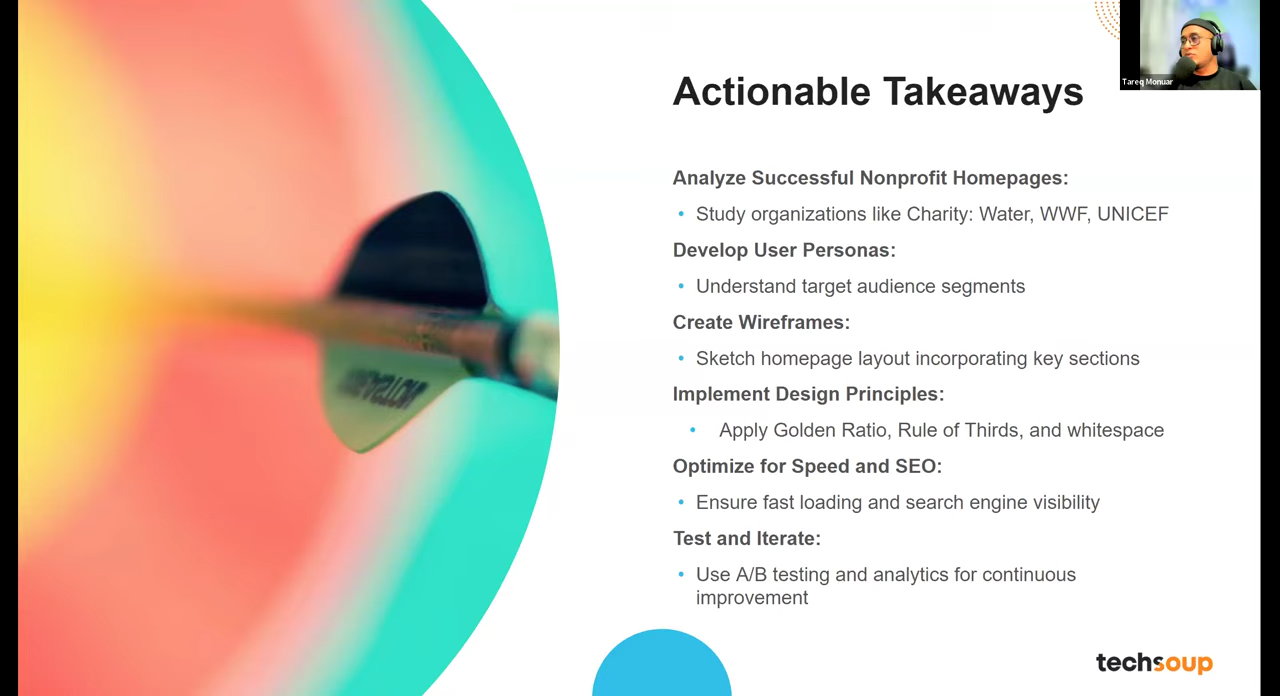 Actionable Takeaways
Tareq Monuar
Analyze Successful Nonprofit Homepages:
• Study organizations like Charity: Water, WWF, UNICEF
Develop User Personas:
• Understand target audience segments
Create Wireframes:
• Sketch homepage layout incorporating key sections
Implement Design Principles:
• Apply Golden Ratio, Rule of Thirds, and whitespace
Optimize for Speed and SEO:
• Ensure fast loading and search engine visibility
Test and Iterate:
• Use A/B testing and analytics for continuous
improvement
techsoup